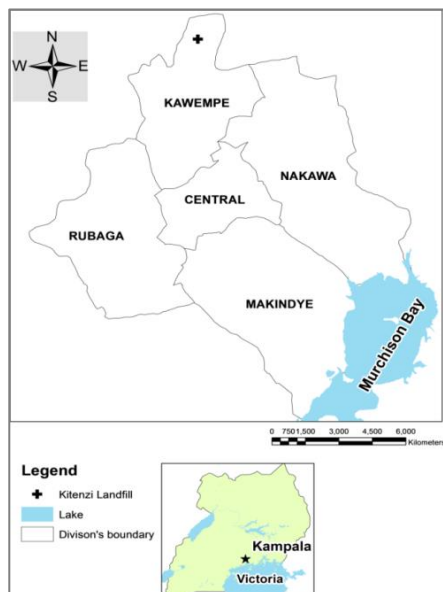 N
W E
S
KAWEMPE
NAKAWA
CENTRAL
RUBAGA
MAKINDYE
Murchison Bay
0 7501,500 3,000 4,500 6,000
Kilometers
Legend
Kitenzi Landfill
Lake
Divison's boundary
Kampala
Victoria